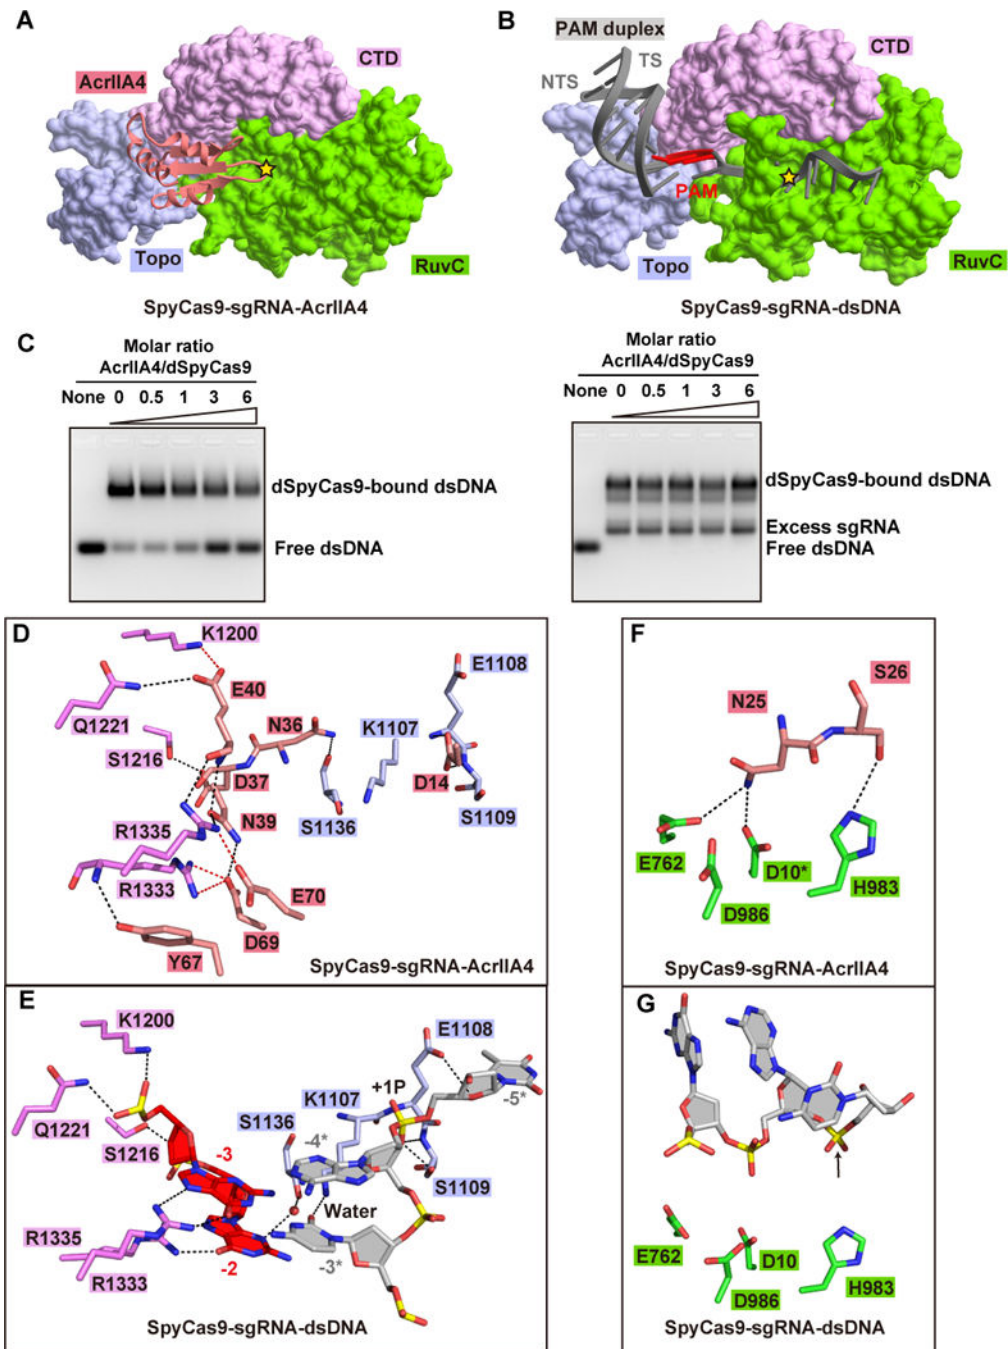 A
AcrIIA4
CTD
Topo
RuvC
SpyCas9-sgRNA-AcrIIA4
B
PAM duplex
TS
NTS
CTD
PAM
Topo
RuvC
SpyCas9-sgRNA-dsDNA
C
Molar ratio
AcrIIA4/dSpyCas9
None 0 0.5 1 3 6
dSpyCas9-bound dsDNA
Free dsDNA
Molar ratio
AcrIIA4/dSpyCas9
None 0 0.5 1 3 6
dSpyCas9-bound dsDNA
Excess sgRNA
Free dsDNA
D
K1200
E40
E1108
Q1221
N36
K1107
S1216
D37
D14
N39
S1136
S1109
R1335
R1333
E70
D69
Y67
SpyCas9-sgRNA-AcrIIA4
E
K1200
E1108
+1P
K1107
-5*
Q1221
S1136
S1216
-4*
-3
S1109
Water
R1335
R1333
-2
-3*
SpyCas9-sgRNA-dsDNA
F
S26
N25
E762
D10*
D986
H983
SpyCas9-sgRNA-AcrIIA4
G
E762
D10
D986
H983
SpyCas9-sgRNA-dsDNA